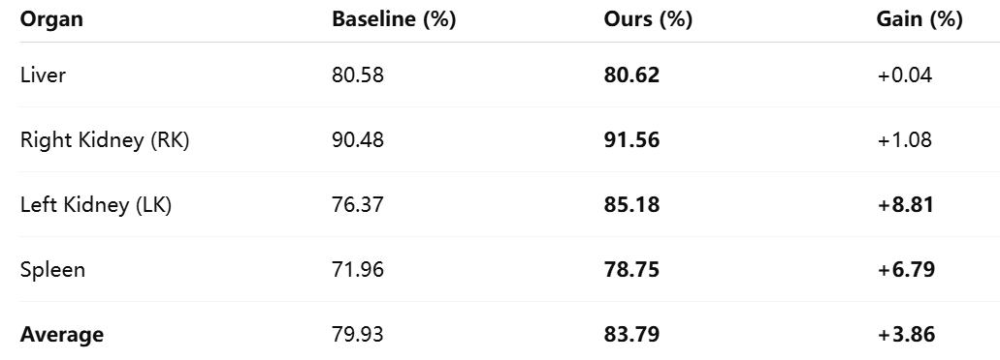 Organ Baseline (%) Ours (%) Gain (%)
Liver 80.58 80.62 +0.04
Right Kidney (RK) 90.48 91.56 +1.08
Left Kidney (LK) 76.37 85.18 +8.81
Spleen 71.96 78.75 +6.79
Average 79.93 83.79 +3.86